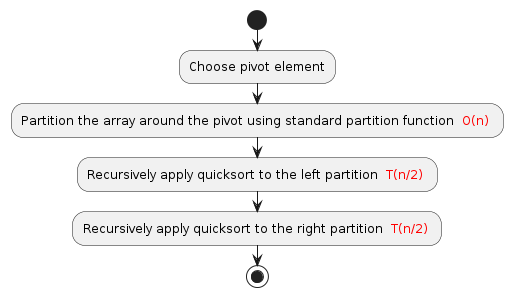 Choose pivot element
Partition the array around the pivot using standard partition function O(n)
Recursively apply quicksort to the left partition T(n/2)
Recursively apply quicksort to the right partition T(n/2)